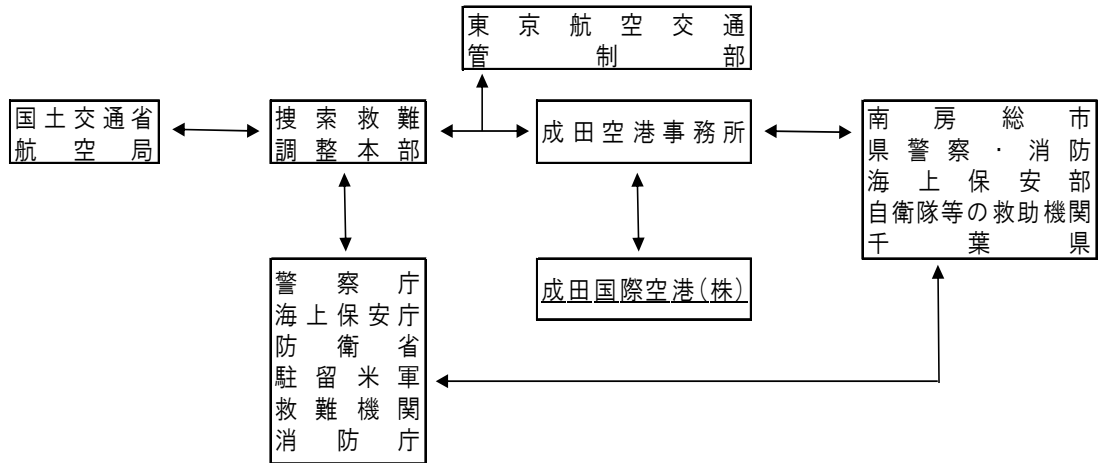 東京航空交通
管制部
国土交通省
航空局
捜索救難
調整本部
成田空港事務所
南房総市
県警察・消防
海上保安部
自衛隊等の救助機関
千葉県
警察庁
海上保安庁
防衛省
駐留米軍
救難機関
消防庁
成田国際空港(株)